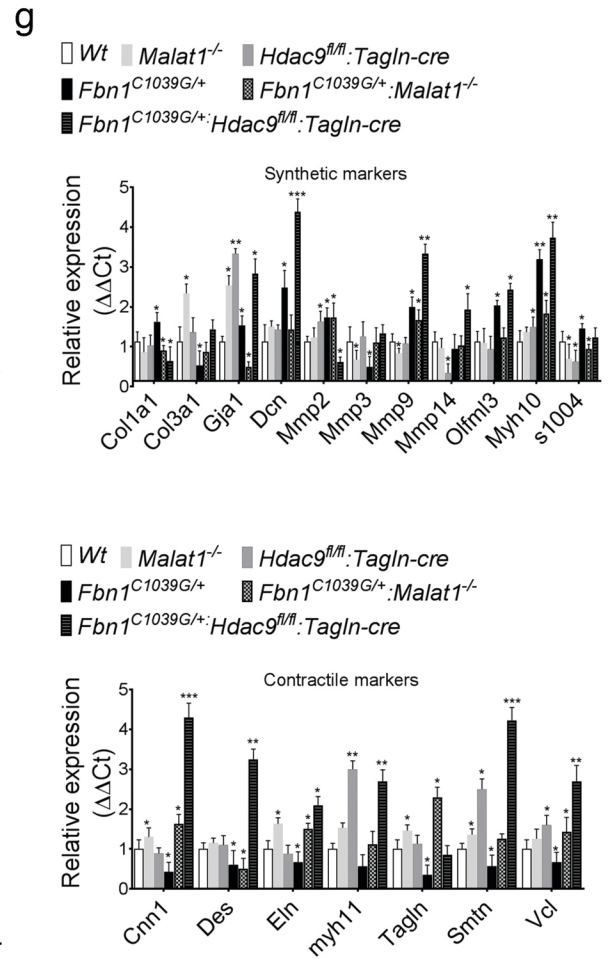 g
Wt Malat1-/- Hdac9fl/fl:Tagln-cre
Fbn1C1039G/+ Fbn1C1039G/+:Malat1-/-
Fbn1C1039G/+:Hdac9fl/fl:Tagln-cre
Synthetic markers
Relative expression
(ΔΔCt)
5
4
3
2
1
0
* * * * * * ** * * * * *** * * * * * * * * * ** * * * * ** * ** * * * * *
Col1a1 Col3a1 Gja1 Dcn Mmp2 Mmp3 Mmp9 Mmp14 Olfml3 Myh10 s1004
Wt Malat1-/- Hdac9fl/fl:Tagln-cre
Fbn1C1039G/+ Fbn1C1039G/+:Malat1-/-
Fbn1C1039G/+:Hdac9fl/fl:Tagln-cre
Contractile markers
Relative expression
(ΔΔCt)
5
4
3
2
1
0
* * * *** * * ** * * * * ** ** * * * * * * *** * * * **
Cnn1 Des Eln myh11 Tagln Smtn Vcl